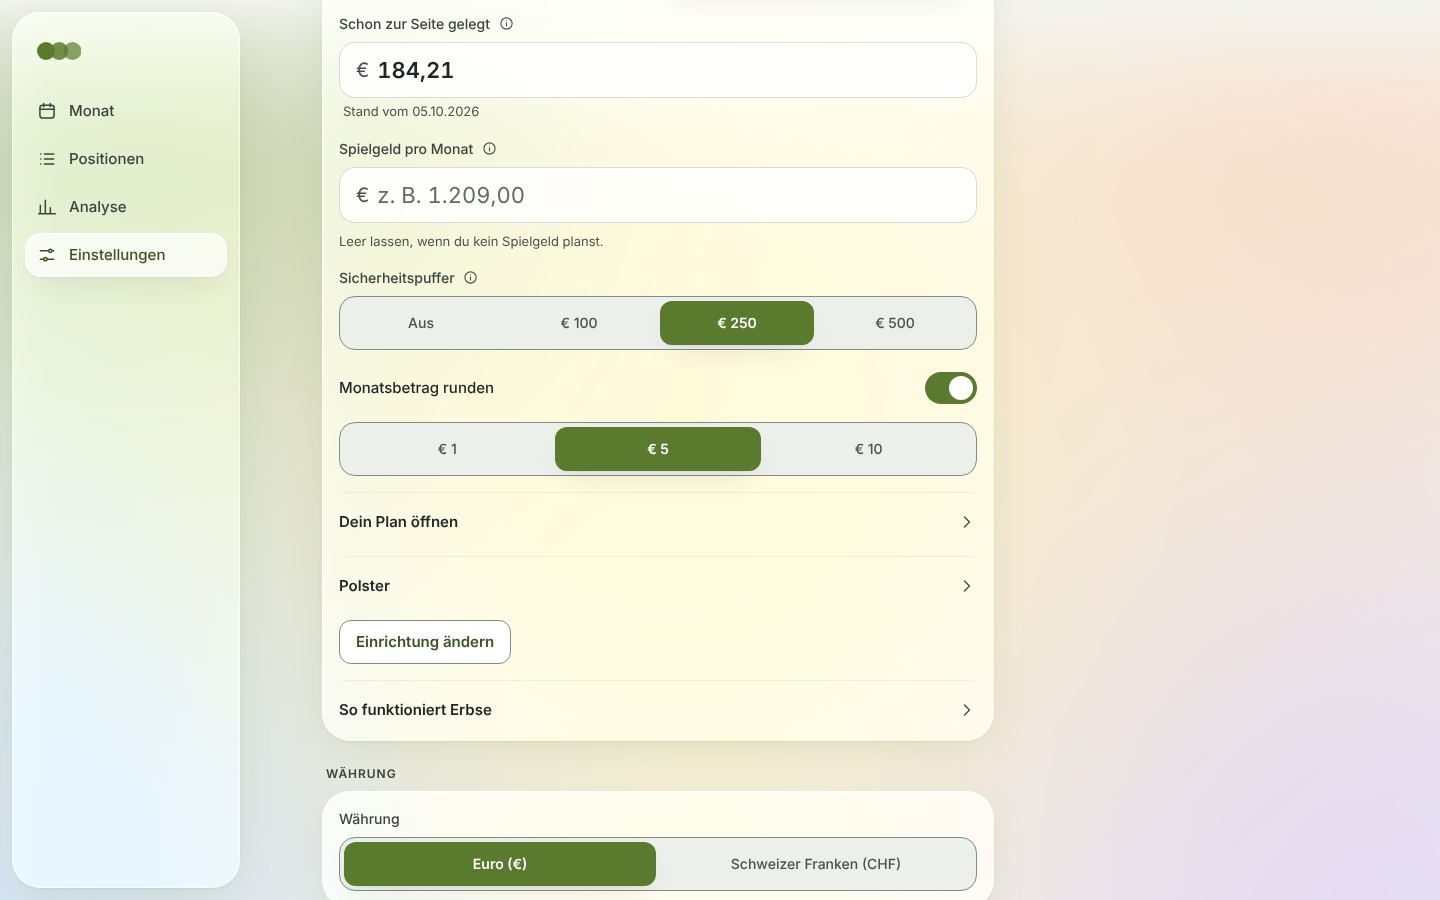 Schon zur Seite gelegt
€ 184,21
Stand vom 05.10.2026
Monat
Positionen
Analyse
Einstellungen
Spielgeld pro Monat
€ z. B. 1.209,00
Leer lassen, wenn du kein Spielgeld planst.
Sicherheitspuffer
Aus € 100 € 250 € 500
Monatsbetrag runden
€ 1 € 5 € 10
Dein Plan öffnen
Polster
Einrichtung ändern
So funktioniert Erbse
WÄHRUNG
Währung
Euro (€) Schweizer Franken (CHF)